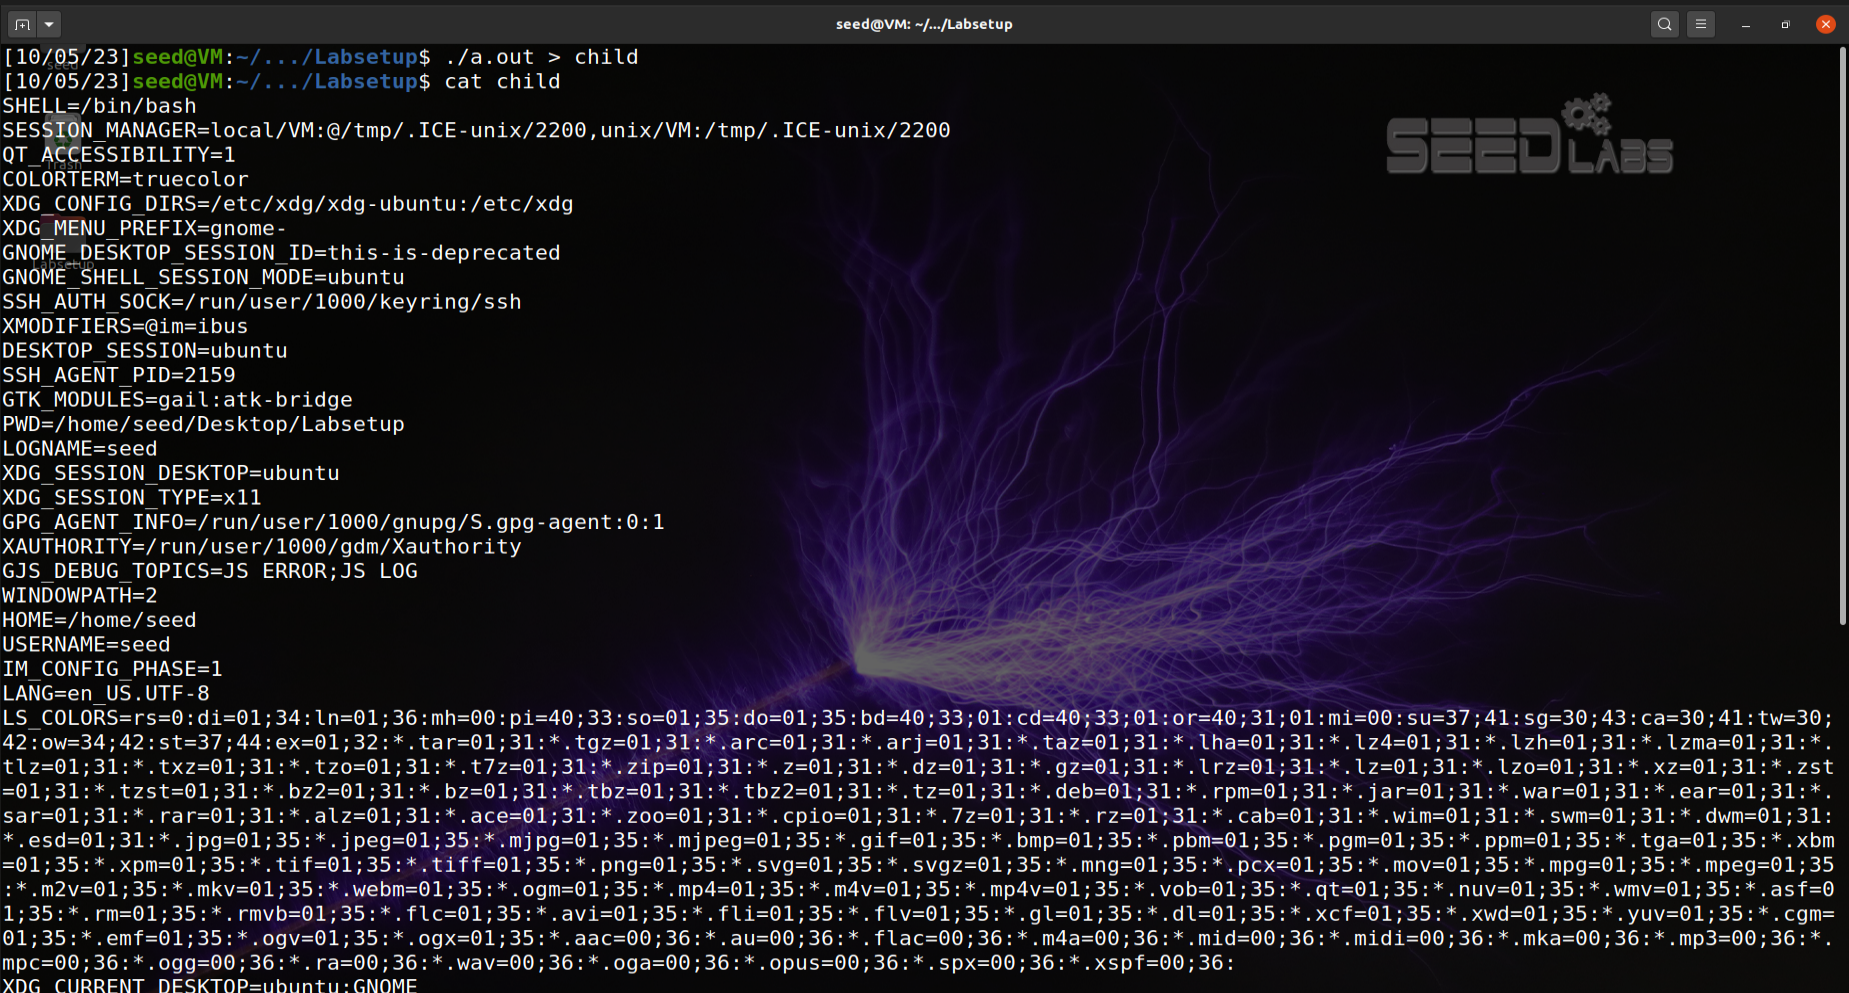 seed@VM: ~/.../Labsetup
[10/05/23]seed@VM:~/.../Labsetup$ ./a.out > child
[10/05/23]seed@VM:~/.../Labsetup$ cat child
SHELL=/bin/bash
SESSION_MANAGER=local/VM:@/tmp/.ICE-unix/2200,unix/VM:/tmp/.ICE-unix/2200
QT_ACCESSIBILITY=1
COLORTERM=truecolor
XDG_CONFIG_DIRS=/etc/xdg/xdg-ubuntu:/etc/xdg
XDG_MENU_PREFIX=gnome-
GNOME_DESKTOP_SESSION_ID=this-is-deprecated
GNOME_SHELL_SESSION_MODE=ubuntu
SSH_AUTH_SOCK=/run/user/1000/keyring/ssh
XMODIFIERS=@im=ibus
DESKTOP_SESSION=ubuntu
SSH_AGENT_PID=2159
GTK_MODULES=gail:atk-bridge
PWD=/home/seed/Desktop/Labsetup
LOGNAME=seed
XDG_SESSION_DESKTOP=ubuntu
XDG_SESSION_TYPE=x11
GPG_AGENT_INFO=/run/user/1000/gnupg/S.gpg-agent:0:1
XAUTHORITY=/run/user/1000/gdm/Xauthority
GJS_DEBUG_TOPICS=JS ERROR;JS LOG
WINDOWPATH=2
HOME=/home/seed
USERNAME=seed
IM_CONFIG_PHASE=1
LANG=en_US.UTF-8
LS_COLORS=rs=0:di=01;34:ln=01;36:mh=00:pi=40;33:so=01;35:do=01;35:bd=40;33;01:cd=40;33;01:or=40;31;01:mi=00:su=37;41:sg=30;43:ca=30;41:tw=30;
42:ow=34;42:st=37;44:ex=01;32:*.tar=01;31:*.tgz=01;31:*.arc=01;31:*.arj=01;31:*.taz=01;31:*.lha=01;31:*.lz4=01;31:*.lzh=01;31:*.lzma=01;31:*.
tlz=01;31:*.txz=01;31:*.tzo=01;31:*.t7z=01;31:*.zip=01;31:*.z=01;31:*.dz=01;31:*.gz=01;31:*.lrz=01;31:*.lz=01;31:*.lzo=01;31:*.xz=01;31:*.zst
=01;31:*.tzst=01;31:*.bz2=01;31:*.bz=01;31:*.tbz=01;31:*.tbz2=01;31:*.tz=01;31:*.deb=01;31:*.rpm=01;31:*.jar=01;31:*.war=01;31:*.ear=01;31:*.
sar=01;31:*.rar=01;31:*.alz=01;31:*.ace=01;31:*.zoo=01;31:*.cpio=01;31:*.7z=01;31:*.rz=01;31:*.cab=01;31:*.wim=01;31:*.swm=01;31:*.dwm=01;31:
*.esd=01;31:*.jpg=01;35:*.jpeg=01;35:*.mjpg=01;35:*.mjpeg=01;35:*.gif=01;35:*.bmp=01;35:*.pbm=01;35:*.pgm=01;35:*.ppm=01;35:*.tga=01;35:*.xbm
=01;35:*.xpm=01;35:*.tif=01;35:*.tiff=01;35:*.png=01;35:*.svg=01;35:*.svgz=01;35:*.mng=01;35:*.pcx=01;35:*.mov=01;35:*.mpg=01;35:*.mpeg=01;35
:*.m2v=01;35:*.mkv=01;35:*.webm=01;35:*.ogm=01;35:*.mp4=01;35:*.m4v=01;35:*.mp4v=01;35:*.vob=01;35:*.qt=01;35:*.nuv=01;35:*.wmv=01;35:*.asf=0
1;35:*.rm=01;35:*.rmvb=01;35:*.flc=01;35:*.avi=01;35:*.fli=01;35:*.flv=01;35:*.gl=01;35:*.dl=01;35:*.xcf=01;35:*.xwd=01;35:*.yuv=01;35:*.cgm=
01;35:*.emf=01;35:*.ogv=01;35:*.ogx=01;35:*.aac=00;36:*.au=00;36:*.flac=00;36:*.m4a=00;36:*.mid=00;36:*.midi=00;36:*.mka=00;36:*.mp3=00;36:*.
mpc=00;36:*.ogg=00;36:*.ra=00;36:*.wav=00;36:*.oga=00;36:*.opus=00;36:*.spx=00;36:*.xspf=00;36:
XDG_CURRENT_DESKTOP=ubuntu:GNOME
SEED LABS
seed
Trash
Labsetup